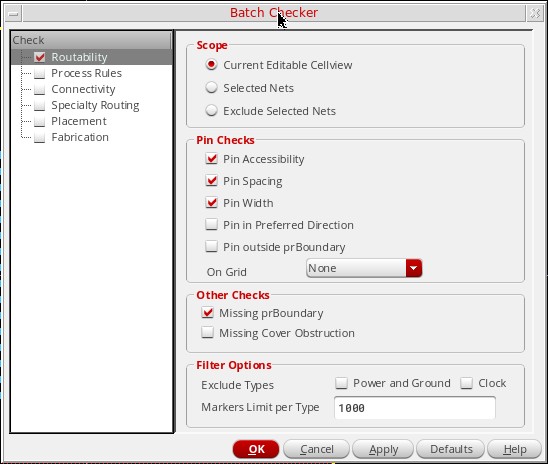 Batch Checker
Check
Routability
Process Rules
Connectivity
Specialty Routing
Placement
Fabrication
Scope
Current Editable Cellview
Selected Nets
Exclude Selected Nets
Pin Checks
Pin Accessibility
Pin Spacing
Pin Width
Pin in Preferred Direction
Pin outside prBoundary
On Grid None
Other Checks
Missing prBoundary
Missing Cover Obstruction
Filter Options
Exclude Types Power and Ground Clock
Markers Limit per Type 1000
OK Cancel Apply Defaults Help